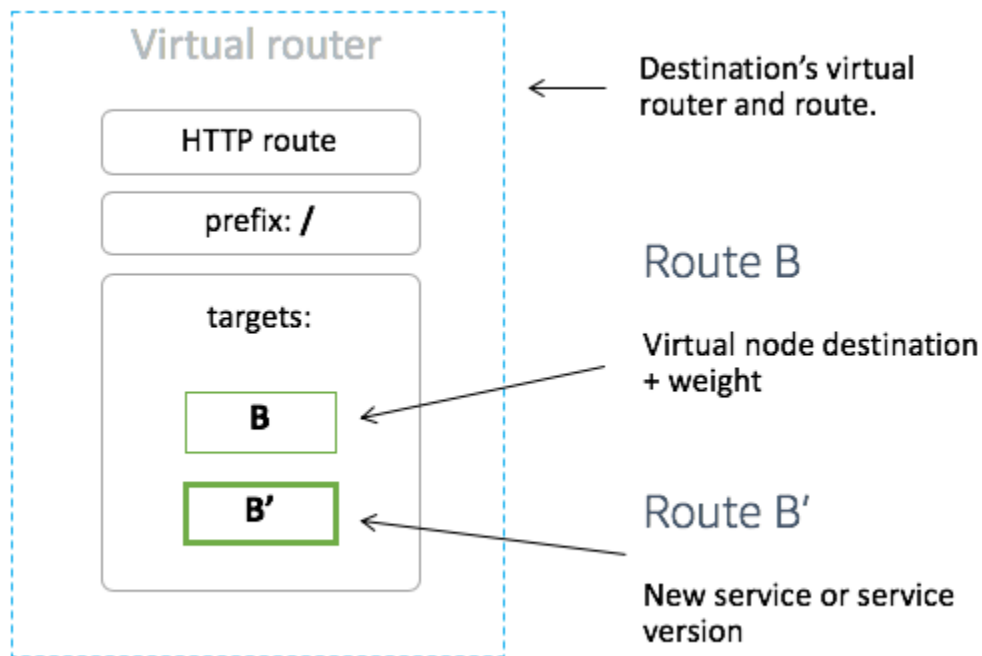 Virtual router
HTTP route
prefix: /
targets:
B
B’
Destination’s virtual
router and route.
Route B
Virtual node destination
+ weight
Route B’
New service or service
version